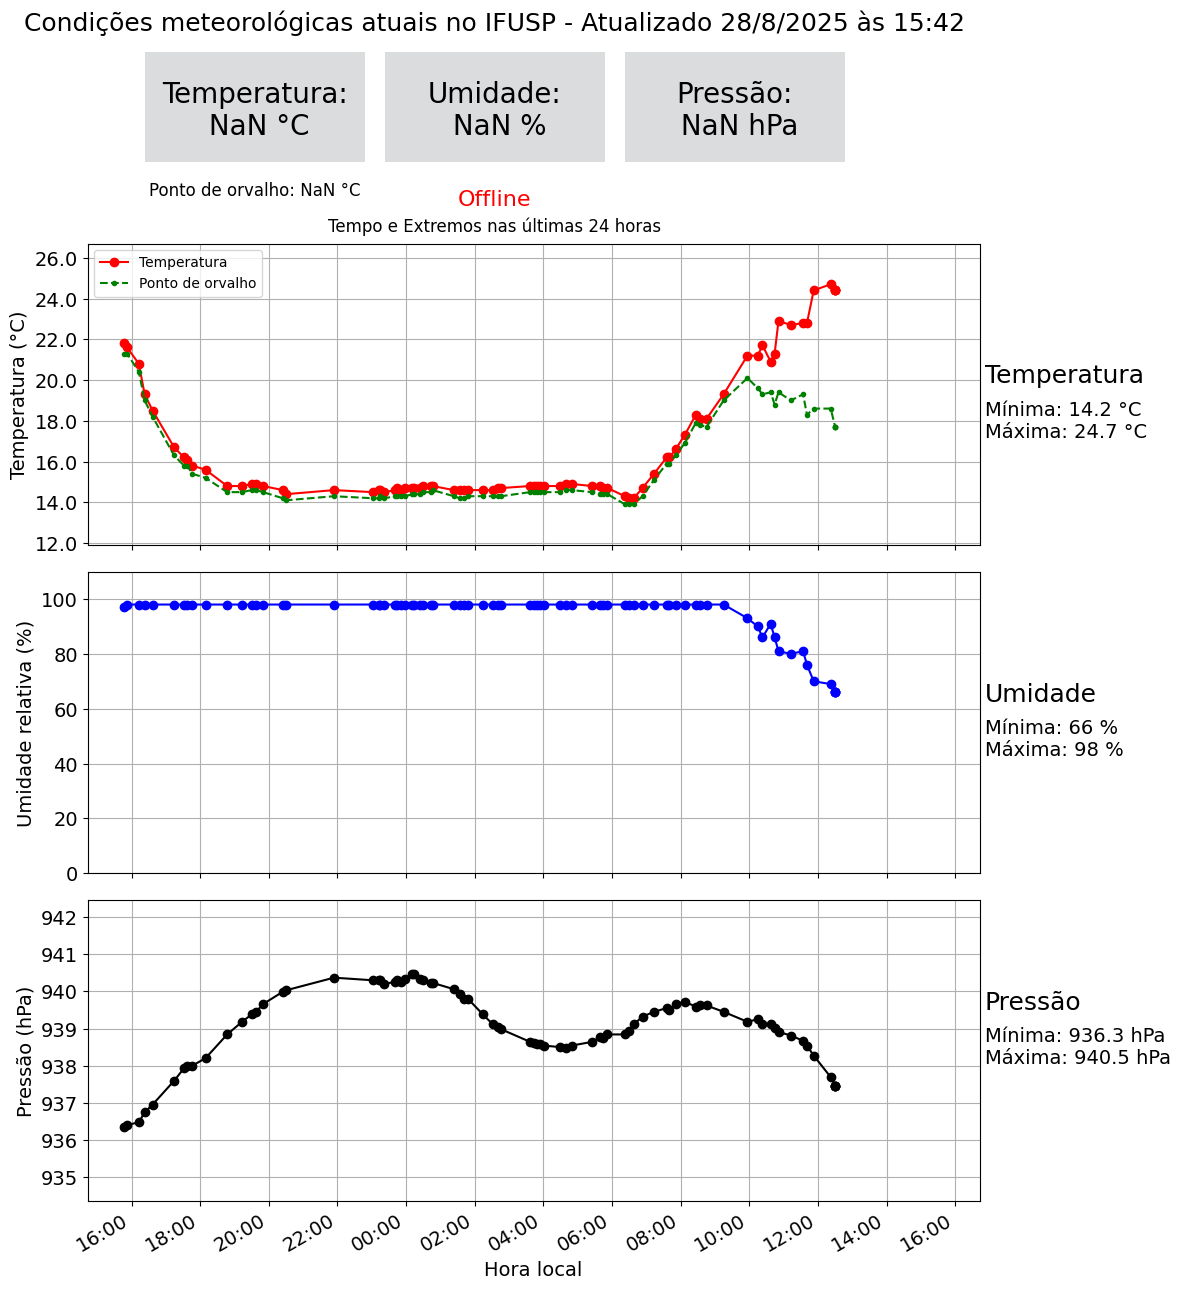 Condições meteorológicas atuais no IFUSP - Atualizado 28/8/2025 às 15:42
Temperatura:
NaN °C
Umidade:
NaN %
Pressão:
NaN hPa
Ponto de orvalho: NaN °C
Offline
Tempo e Extremos nas últimas 24 horas
Temperatura
Ponto de orvalho
26.0
24.0
22.0
20.0
18.0
16.0
14.0
12.0
Temperatura (°C)
Temperatura
Mínima: 14.2 °C
Máxima: 24.7 °C
100
80
60
40
20
0
Umidade relativa (%)
Umidade
Mínima: 66 %
Máxima: 98 %
942
941
940
939
938
937
936
935
Pressão (hPa)
Pressão
Mínima: 936.3 hPa
Máxima: 940.5 hPa
16:00
18:00
20:00
22:00
00:00
02:00
04:00
06:00
08:00
10:00
12:00
14:00
16:00
Hora local